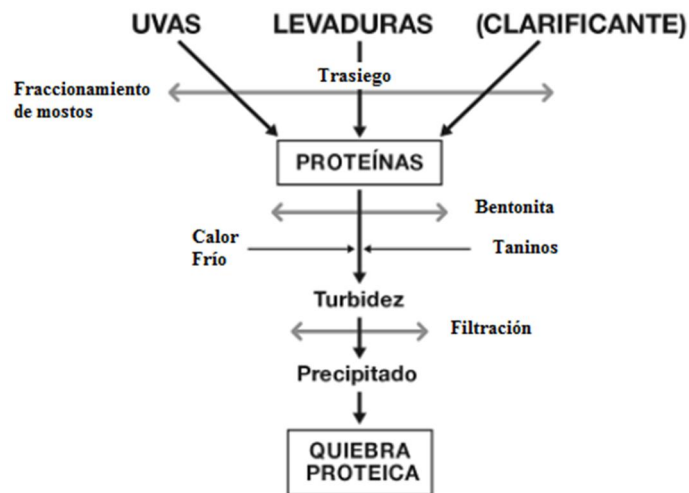 UVAS LEVADURAS (CLARIFICANTE)
Trasiego
Fraccionamiento
de mostos
PROTEÍNAS
Bentonita
Calor
Frío
Taninos
Turbidez
Filtración
Precipitado
QUIEBRA
PROTEICA